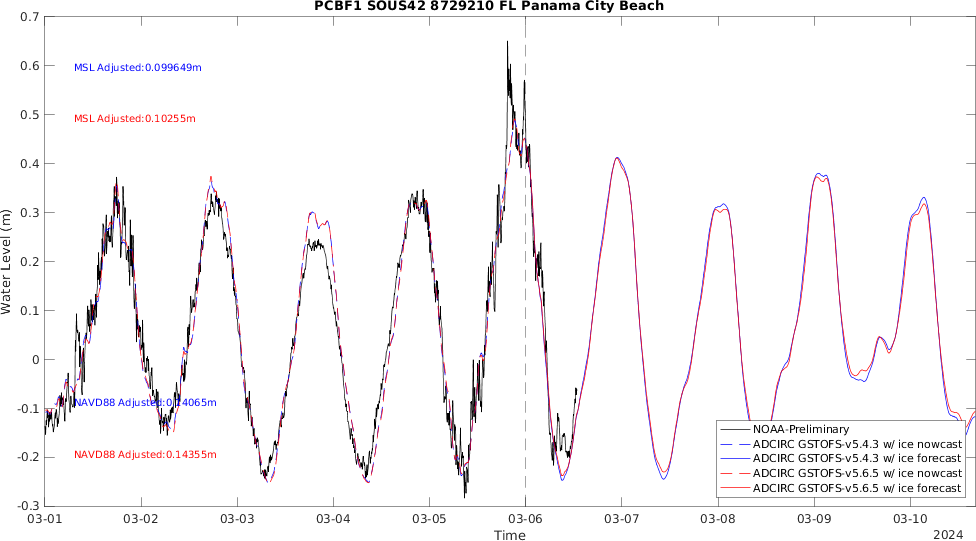 PCBF1 SOUS42 8729210 FL Panama City Beach
0.7
0.6
0.5
0.4
0.3
0.2
0.1
0
-0.1
-0.2
-0.3
Water Level (m)
MSL Adjusted:0.099649m
MSL Adjusted:0.10255m
NAVD88 Adjusted:0.14065m
NAVD88 Adjusted:0.14355m
NOAA-Preliminary
ADCIRC GSTOFS-v5.4.3 w/ ice nowcast
ADCIRC GSTOFS-v5.4.3 w/ ice forecast
ADCIRC GSTOFS-v5.6.5 w/ ice nowcast
ADCIRC GSTOFS-v5.6.5 w/ ice forecast
03-01 03-02 03-03 03-04 03-05 03-06 03-07 03-08 03-09 03-10
Time
2024